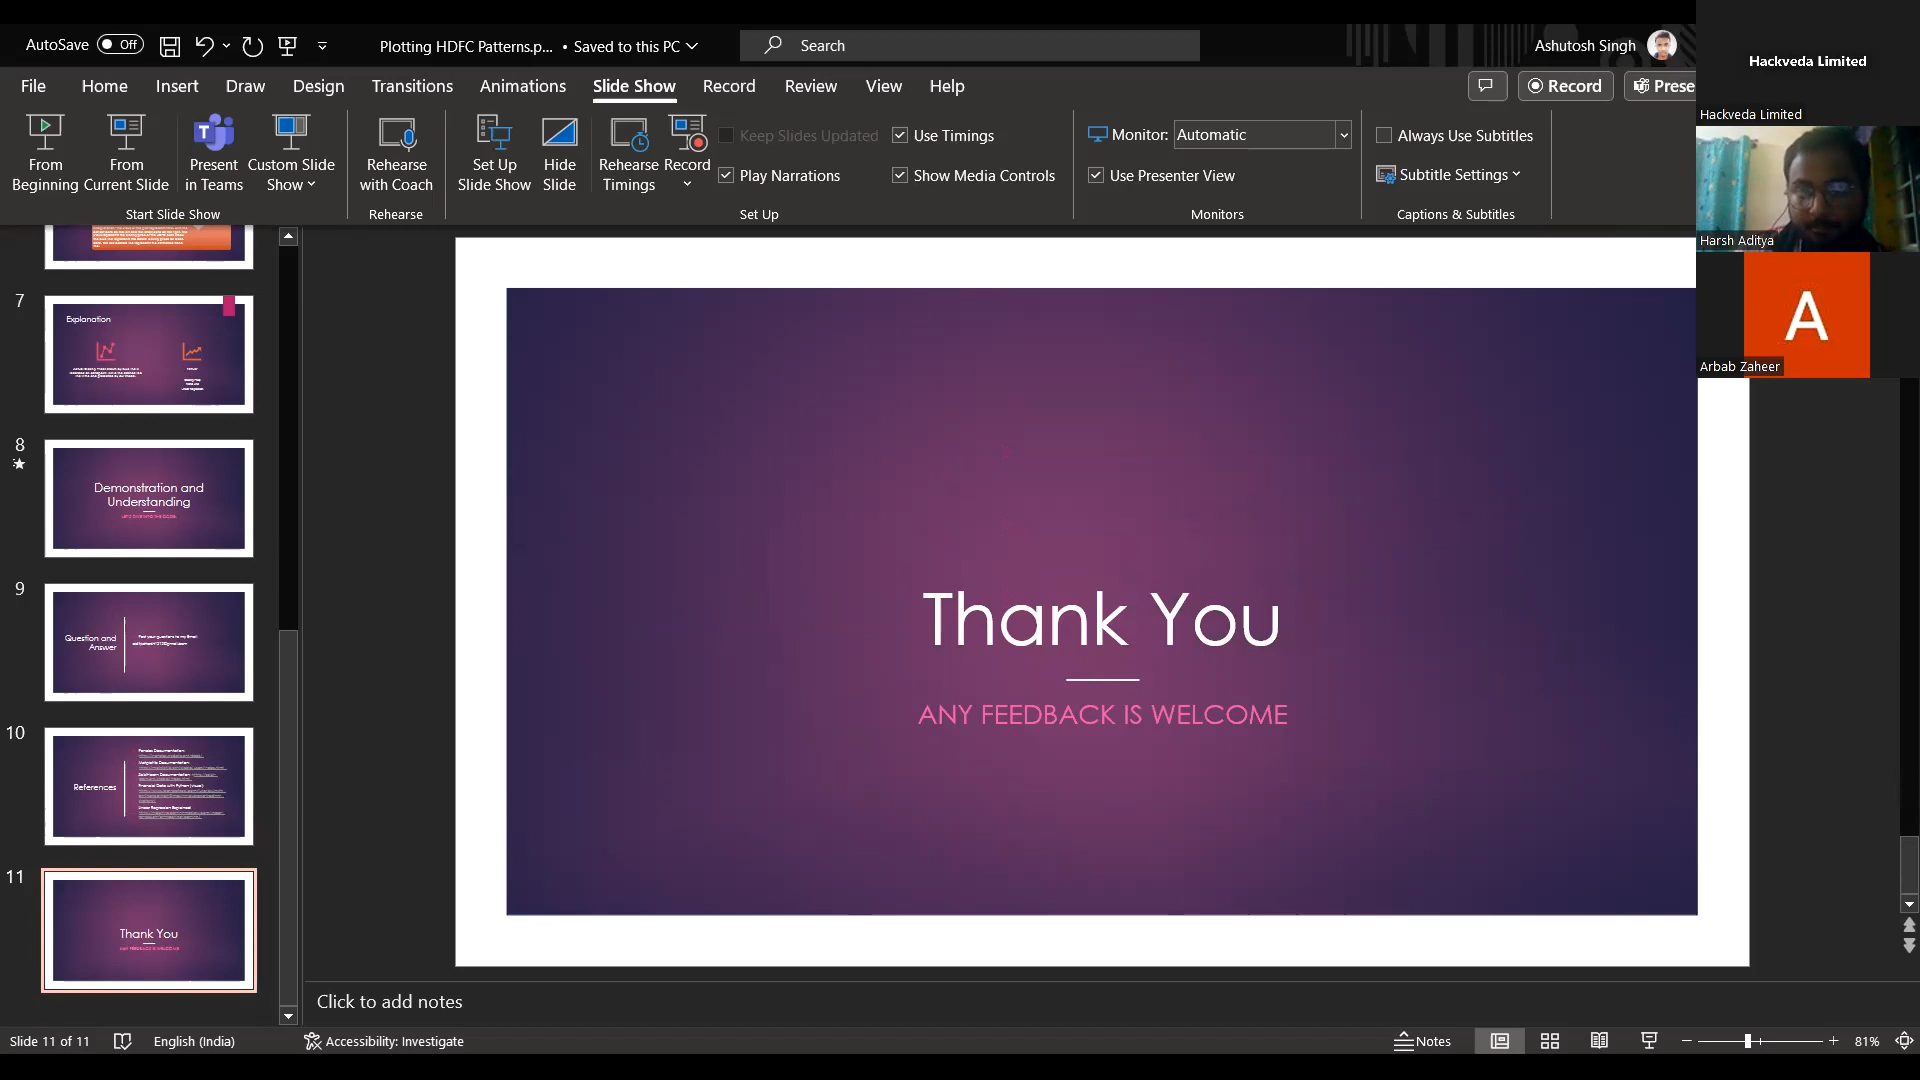 AutoSave Off
Plotting HDFC Patterns.p... • Saved to this PC
Search
Ashutosh Singh
Hackveda Limited
File Home Insert Draw Design Transitions Animations Slide Show Record Review View Help
Record
Prese
Hackveda Limited
From Beginning
From Current Slide
Present in Teams
Custom Slide Show
Start Slide Show
Rehearse with Coach
Rehearse
Set Up Slide Show
Hide Slide
Rehearse Timings
Record
Keep Slides Updated
Use Timings
Play Narrations
Show Media Controls
Set Up
Monitor: Automatic
Use Presenter View
Monitors
Always Use Subtitles
Subtitle Settings
Captions & Subtitles
Harsh Aditya
A
Arbab Zaheer
7
Explanation
8
Demonstration and
Understanding
9
Question and
Answer
10
References
11
Thank You
ANY FEEDBACK IS WELCOME
Thank You
ANY FEEDBACK IS WELCOME
Click to add notes
Slide 11 of 11
English (India)
Accessibility: Investigate
Notes
81%